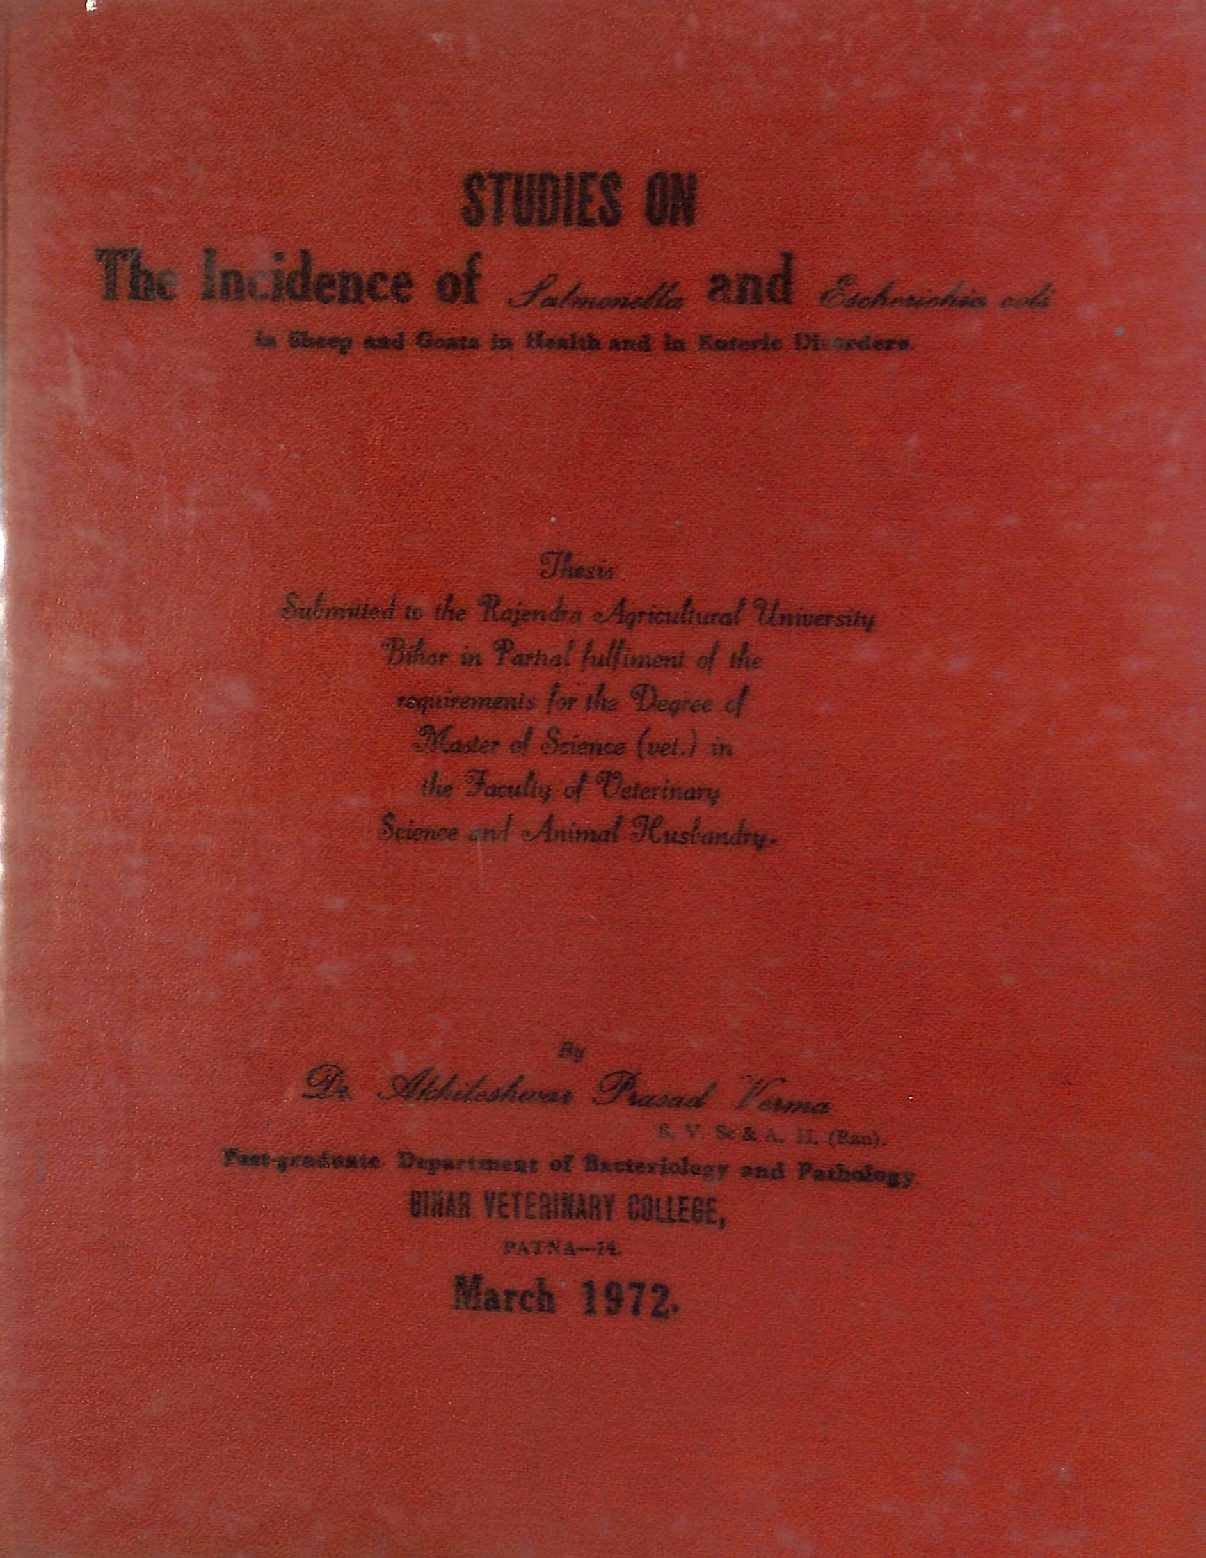 STUDIES ON
The Incidence of Salmonella and Escherichia coli
in Sheep and Goats in Health and in Enteric Disorders.
Thesis
Submitted to the Rajendra Agricultural University
Bihar in Partial fulfiment of the
requirements for the Degree of
Master of Science (vet.) in
the Faculty of Veterinary
Science and Animal Husbandry.
By
Dr. Akhileshwar Prasad Verma
B. V. Sc & A. H. (Ran).
Post-graduate Department of Bacteriology and Pathology
BIHAR VETERINARY COLLEGE,
PATNA—14.
March 1972.